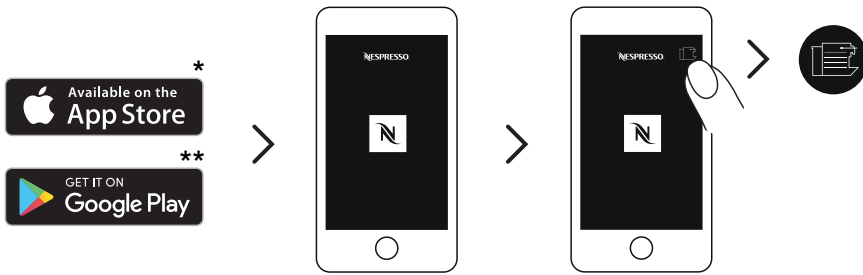 *
Available on the
App Store
**
GET IT ON
Google Play
NESPRESSO
N
NESPRESSO
N